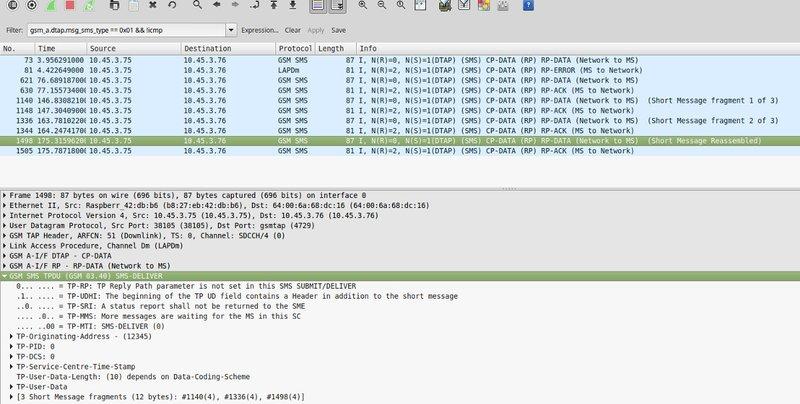 Filter: gsm_a.dtap.msg_sms_type == 0x01 && !icmp Expression... Clear Apply Save
No. Time Source Destination Protocol Length Info
73 3.956291000 10.45.3.75 10.45.3.76 GSM SMS 87 I, N(R)=0, N(S)=1(DTAP) (SMS) CP-DATA (RP) RP-DATA (Network to MS)
81 4.422649000 10.45.3.75 10.45.3.76 LAPDm 81 I, N(R)=2, N(S)=1(DTAP) (SMS) CP-DATA (RP) RP-ERROR (MS to Network)
621 76.689187000 10.45.3.75 10.45.3.76 GSM SMS 87 I, N(R)=0, N(S)=1(DTAP) (SMS) CP-DATA (RP) RP-DATA (Network to MS)
630 77.155734000 10.45.3.75 10.45.3.76 GSM SMS 81 I, N(R)=2, N(S)=1(DTAP) (SMS) CP-DATA (RP) RP-ACK (MS to Network)
1140 146.83082100 10.45.3.75 10.45.3.76 GSM SMS 87 I, N(R)=0, N(S)=1(DTAP) (SMS) CP-DATA (RP) RP-DATA (Network to MS) (Short Message fragment 1 of 3)
1148 147.30409000 10.45.3.75 10.45.3.76 GSM SMS 81 I, N(R)=2, N(S)=1(DTAP) (SMS) CP-DATA (RP) RP-ACK (MS to Network)
1336 163.78102200 10.45.3.75 10.45.3.76 GSM SMS 87 I, N(R)=0, N(S)=1(DTAP) (SMS) CP-DATA (RP) RP-DATA (Network to MS) (Short Message fragment 2 of 3)
1344 164.24741700 10.45.3.75 10.45.3.76 GSM SMS 81 I, N(R)=2, N(S)=1(DTAP) (SMS) CP-DATA (RP) RP-ACK (MS to Network)
1498 175.31596200 10.45.3.75 10.45.3.76 GSM SMS 87 I, N(R)=0, N(S)=1(DTAP) (SMS) CP-DATA (RP) RP-DATA (Network to MS) (Short Message Reassembled)
1505 175.78718000 10.45.3.75 10.45.3.76 GSM SMS 81 I, N(R)=2, N(S)=1(DTAP) (SMS) CP-DATA (RP) RP-ACK (MS to Network)
Frame 1498: 87 bytes on wire (696 bits), 87 bytes captured (696 bits) on interface 0
Ethernet II, Src: Raspberr_42:db:b6 (b8:27:eb:42:db:b6), Dst: 64:00:6a:68:dc:16 (64:00:6a:68:dc:16)
Internet Protocol Version 4, Src: 10.45.3.75 (10.45.3.75), Dst: 10.45.3.76 (10.45.3.76)
User Datagram Protocol, Src Port: 38105 (38105), Dst Port: gsmtap (4729)
GSM TAP Header, ARFCN: 51 (Downlink), TS: 0, Channel: SDCCH/4 (0)
Link Access Procedure, Channel Dm (LAPDm)
GSM A-I/F DTAP - CP-DATA
GSM A-I/F RP - RP-DATA (Network to MS)
GSM SMS TPDU (GSM 03.40) SMS-DELIVER
0... .... = TP-RP: TP Reply Path parameter is not set in this SMS SUBMIT/DELIVER
.1.. .... = TP-UDHI: The beginning of the TP UD field contains a Header in addition to the short message
..0. .... = TP-SRI: A status report shall not be returned to the SME
.... .0.. = TP-MMS: More messages are waiting for the MS in this SC
.... ..00 = TP-MTI: SMS-DELIVER (0)
TP-Originating-Address - (12345)
TP-PID: 0
TP-DCS: 0
TP-Service-Centre-Time-Stamp
TP-User-Data-Length: (10) depends on Data-Coding-Scheme
TP-User-Data
[3 Short Message fragments (12 bytes): #1140(4), #1336(4), #1498(4)]